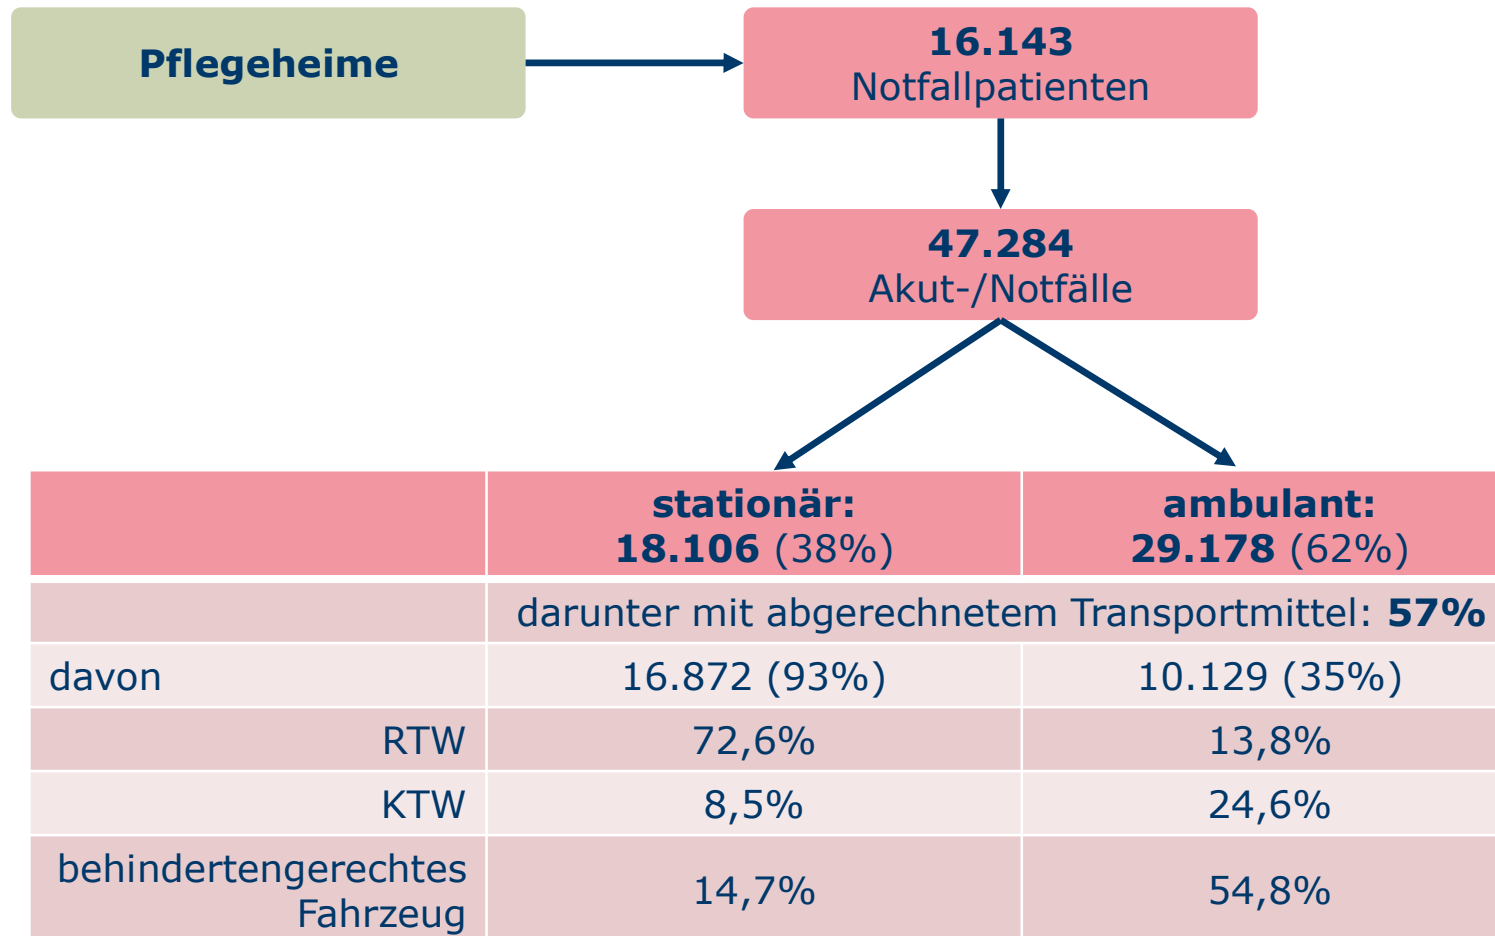 Pflegeheime
16.143
Notfallpatienten
47.284
Akut-/Notfälle
stationär:
18.106 (38%)
ambulant:
29.178 (62%)
darunter mit abgerechnetem Transportmittel: 57%
davon 16.872 (93%) 10.129 (35%)
RTW 72,6% 13,8%
KTW 8,5% 24,6%
behindertengerechtes
Fahrzeug
14,7% 54,8%